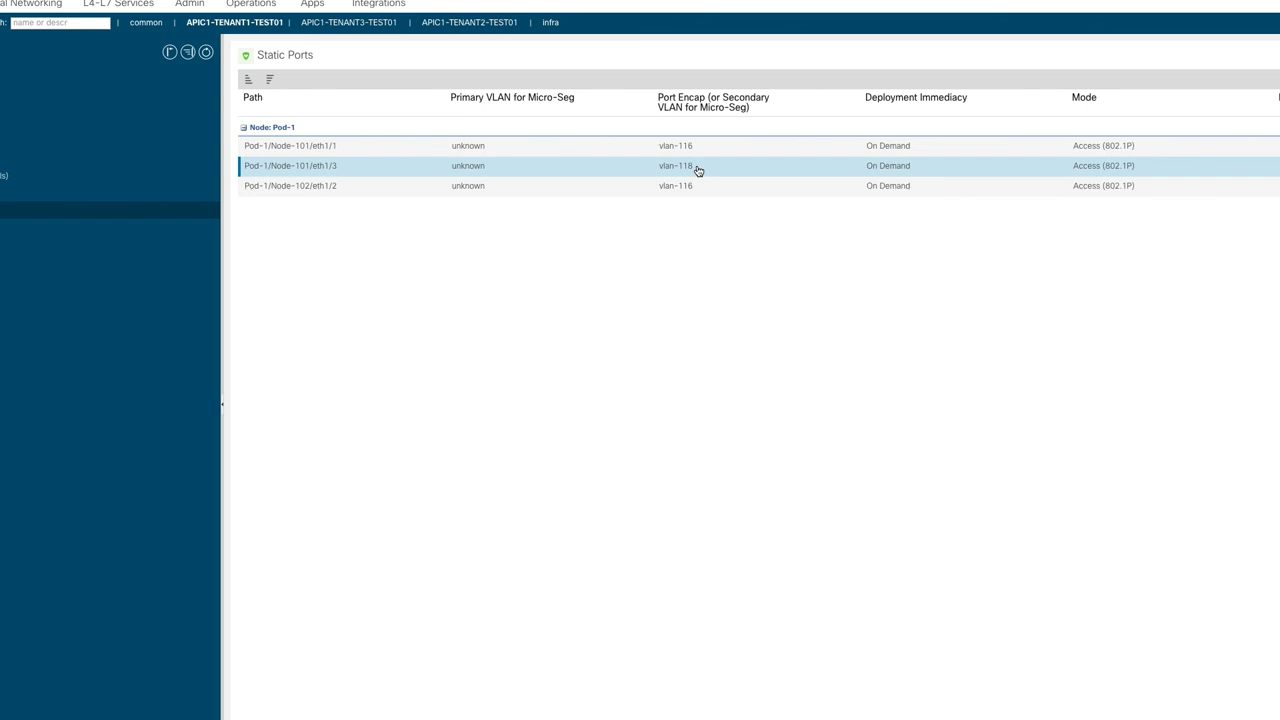 al Networking L4-L7 Services Admin Operations Apps Integrations
h: name or descr | common | APIC1-TENANT1-TEST01 | APIC1-TENANT3-TEST01 | APIC1-TENANT2-TEST01 | infra
Static Ports
Path Primary VLAN for Micro-Seg Port Encap (or Secondary VLAN for Micro-Seg) Deployment Immediacy Mode
Node: Pod-1
Pod-1/Node-101/eth1/1 unknown vlan-116 On Demand Access (802.1P)
Pod-1/Node-101/eth1/3 unknown vlan-118 On Demand Access (802.1P)
s)
Pod-1/Node-102/eth1/2 unknown vlan-116 On Demand Access (802.1P)